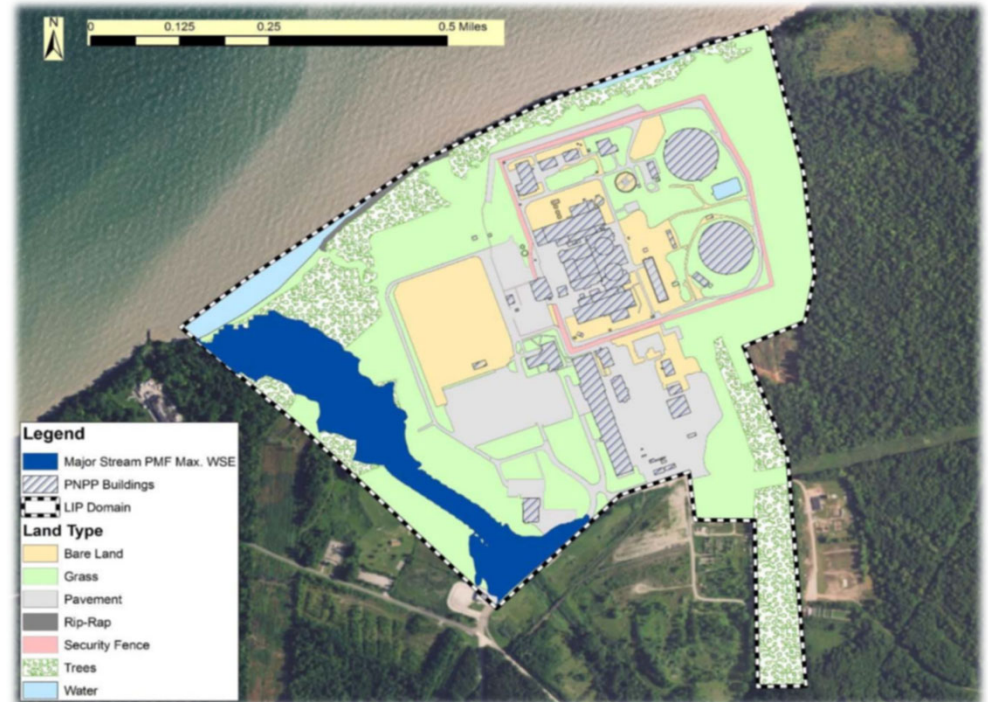 N
0 0.125 0.25 0.5 Miles
Legend
Major Stream PMF Max. WSE
PNPP Buildings
LIP Domain
Land Type
Bare Land
Grass
Pavement
Rip-Rap
Security Fence
Trees
Water